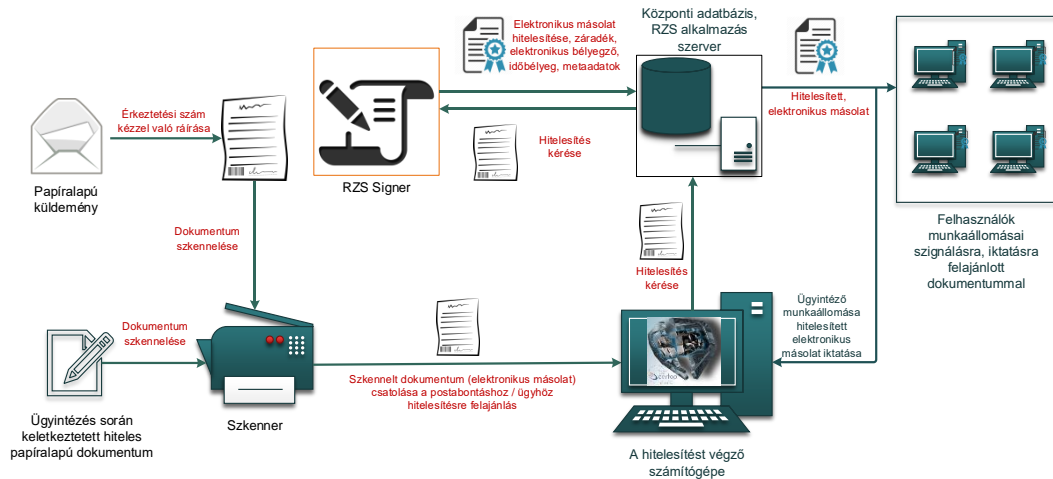 Elektronikus másolat
hitelesítése, záradék,
elektronikus bélyegző,
időbélyeg, metaadatok
Központi adatbázis,
RZS alkalmazás
szerver
Érkeztetési szám
kézzel való ráírása
Hitelesítés
kérése
Hitelesített,
elektronikus másolat
Papíralapú
küldemény
RZS Signer
Felhasználók
munkaállomásai
szignálásra, iktatásra
felajánlott
dokumentummal
Dokumentum
szkennelése
Hitelesítés
kérése
Ügyintéző
munkaállomása
hitelesített
elektronikus
másolat iktatása
Dokumentum
szkennelése
Szkennelt dokumentum (elektronikus másolat)
csatolása a postabontáshoz / ügyhöz
hitelesítésre felajánlás
Szkenner
Ügyintézés során
keletkeztetett hiteles
papíralapú dokumentum
A hitelesítést végző
számítógépe